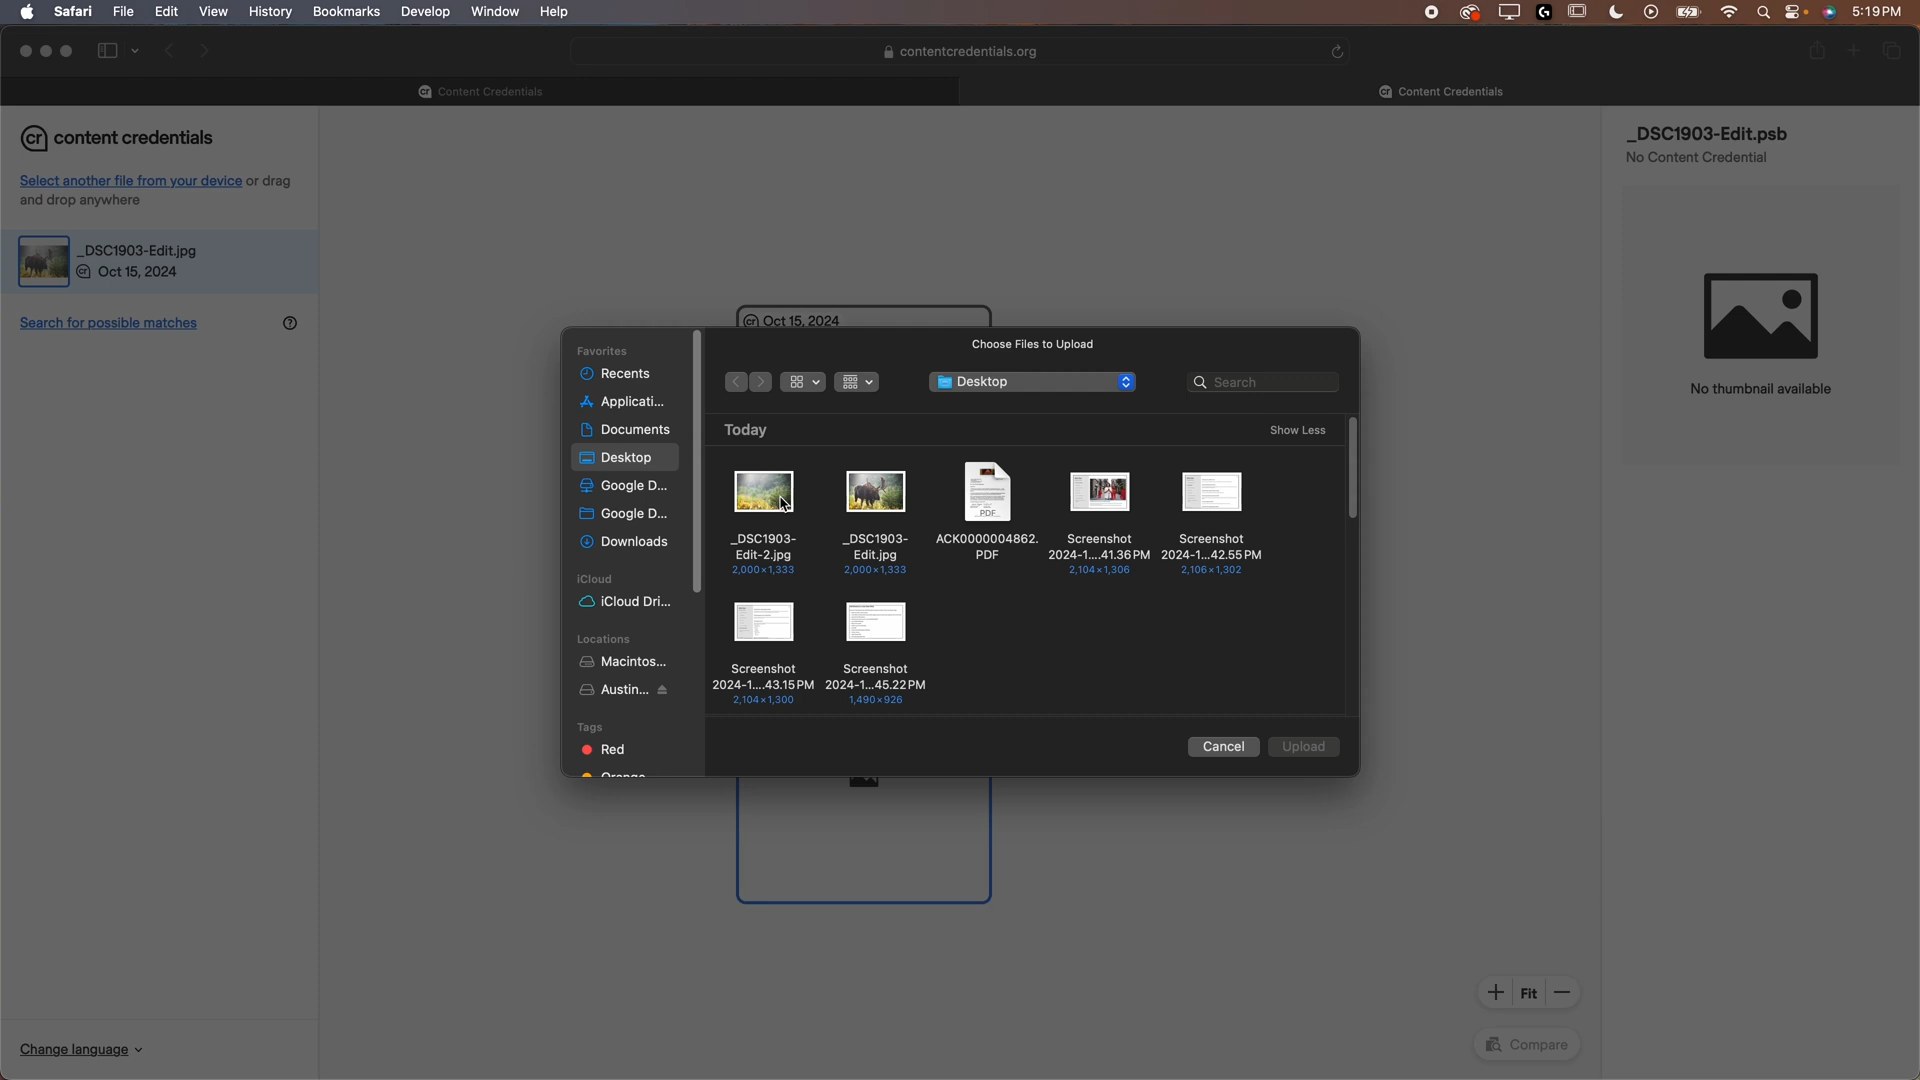 Safari File Edit View History Bookmarks Develop Window Help
5:19 PM
contentcredentials.org
Content Credentials
Content Credentials
cr content credentials
Select another file from your device or drag
and drop anywhere
_DSC1903-Edit.jpg
cr Oct 15, 2024
Search for possible matches
Change language
cr Oct 15, 2024
Choose Files to Upload
Favorites
Recents
Applicati...
Documents
Desktop
Google D...
Google D...
Downloads
iCloud
iCloud Dri...
Locations
Macintos...
Austin...
Tags
Red
Orange
Desktop
Search
Today
Show Less
_DSC1903-
Edit-2.jpg
2,000×1,333
_DSC1903-
Edit.jpg
2,000×1,333
PDF
ACK0000004862.
PDF
Screenshot
2024-1....41.36 PM
2,104×1,306
Screenshot
2024-1...42.55 PM
2,106×1,302
Screenshot
2024-1....43.15 PM
2,104×1,300
Screenshot
2024-1...45.22 PM
1,490×926
Cancel
Upload
_DSC1903-Edit.psb
No Content Credential
No thumbnail available
Fit
Compare